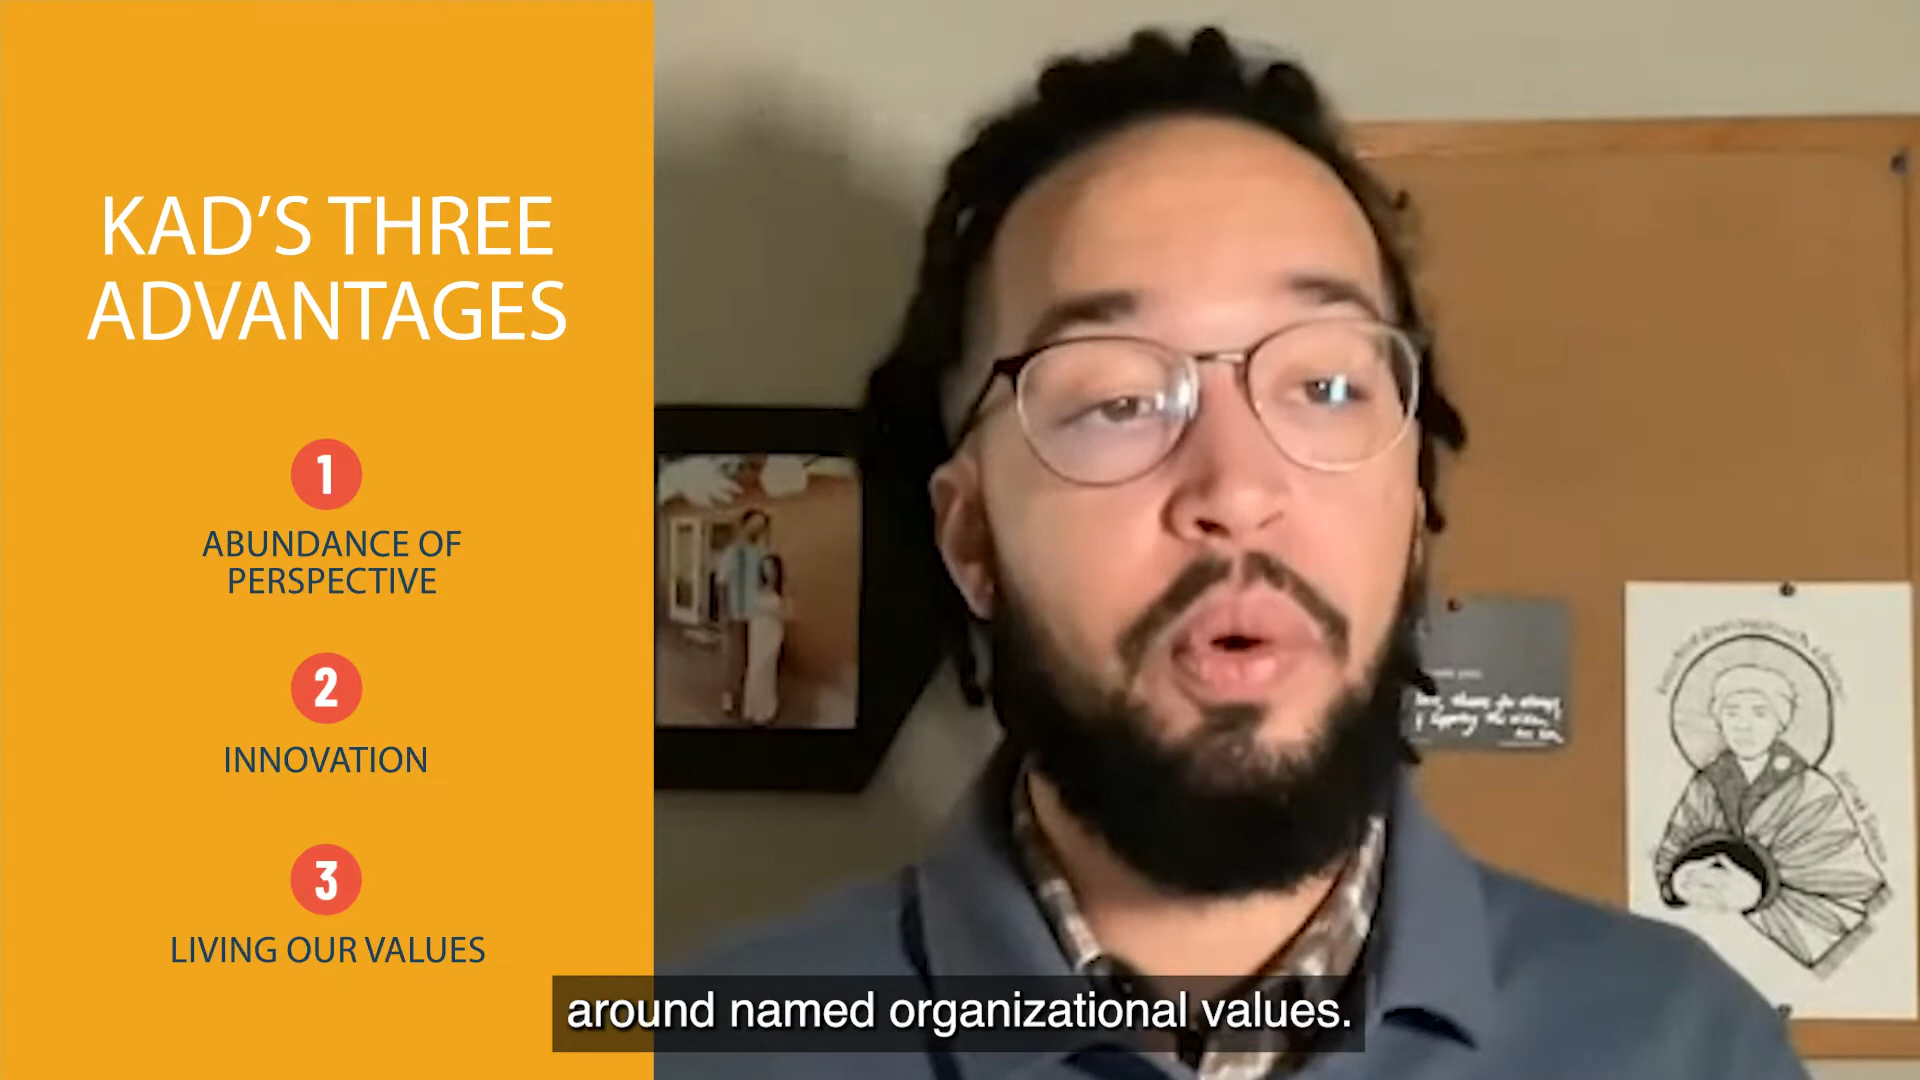 KAD'S THREE
ADVANTAGES
1
ABUNDANCE OF
PERSPECTIVE
2
INNOVATION
3
LIVING OUR VALUES
around named organizational values.